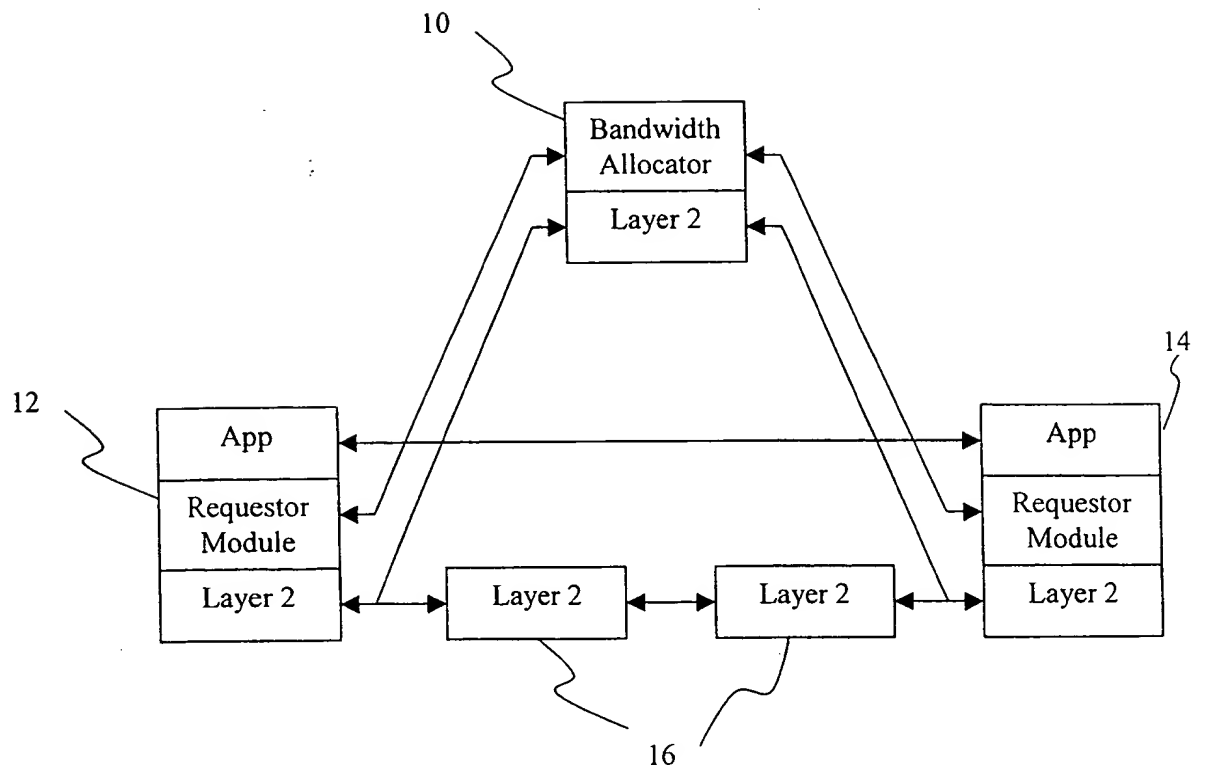 10
Bandwidth
Allocator
Layer 2
14
12
App
App
Requestor
Module
Requestor
Module
Layer 2
Layer 2
Layer 2
Layer 2
16